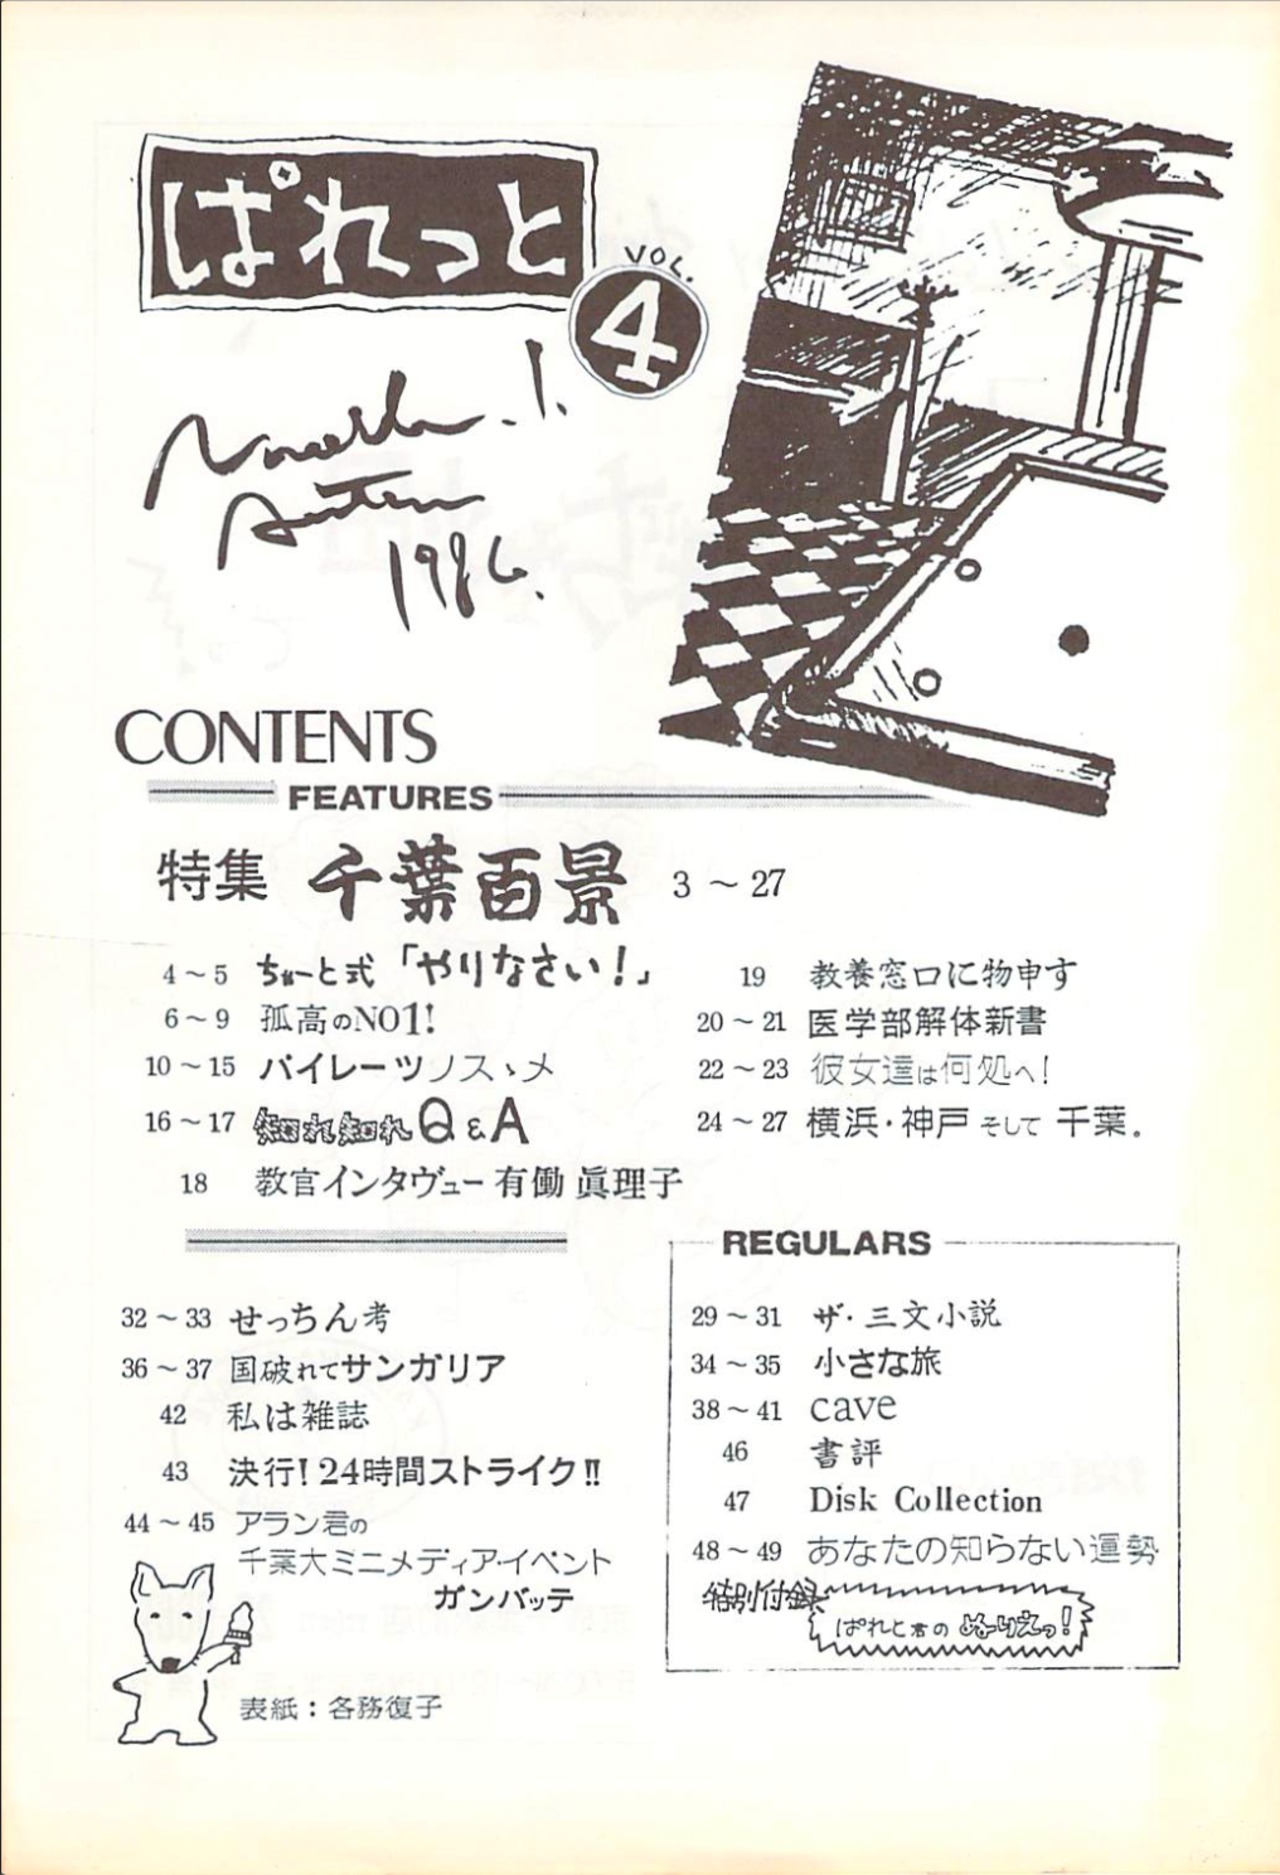 ぱれっと
VOL.
4
1986.
CONTENTS
FEATURES
特集 千葉百景 3 ～ 27
4 ～ 5 ちゅーと式「やりなさい！」
6 ～ 9 孤高のNO1!
10 ～ 15 パイレーツノスヽメ
16 ～ 17 知れ知れ Q & A
18 教官インタヴュー 有働 眞理子
19 教養窓口に物申す
20 ～ 21 医学部解体新書
22 ～ 23 彼女達は何処へ!
24 ～ 27 横浜・神戸 そして 千葉。
32 ～ 33 せっちん考
36 ～ 37 国破れてサンガリア
42 私は雑誌
43 決行! 24時間ストライク!!
44 ～ 45 アラン君の
千葉大ミニメディア・イベント
ガンバッテ
表紙：各務復子
REGULARS
29 ～ 31 ザ・三文小説
34 ～ 35 小さな旅
38 ～ 41 cave
46 書評
47 Disk Collection
48 ～ 49 あなたの知らない運勢
特別付録
ぱれと君の ぬーりえっ!